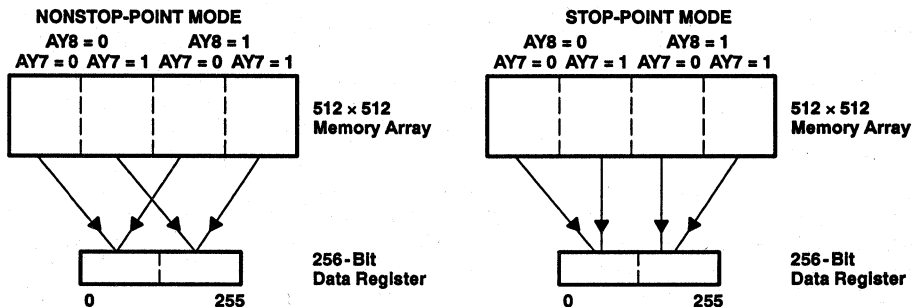 NONSTOP-POINT MODE
AY8 = 0 AY8 = 1
AY7 = 0 AY7 = 1 AY7 = 0 AY7 = 1
512 × 512
Memory Array
256-Bit
Data Register
0 255
STOP-POINT MODE
AY8 = 0 AY8 = 1
AY7 = 0 AY7 = 1 AY7 = 0 AY7 = 1
512 × 512
Memory Array
256-Bit
Data Register
0 255